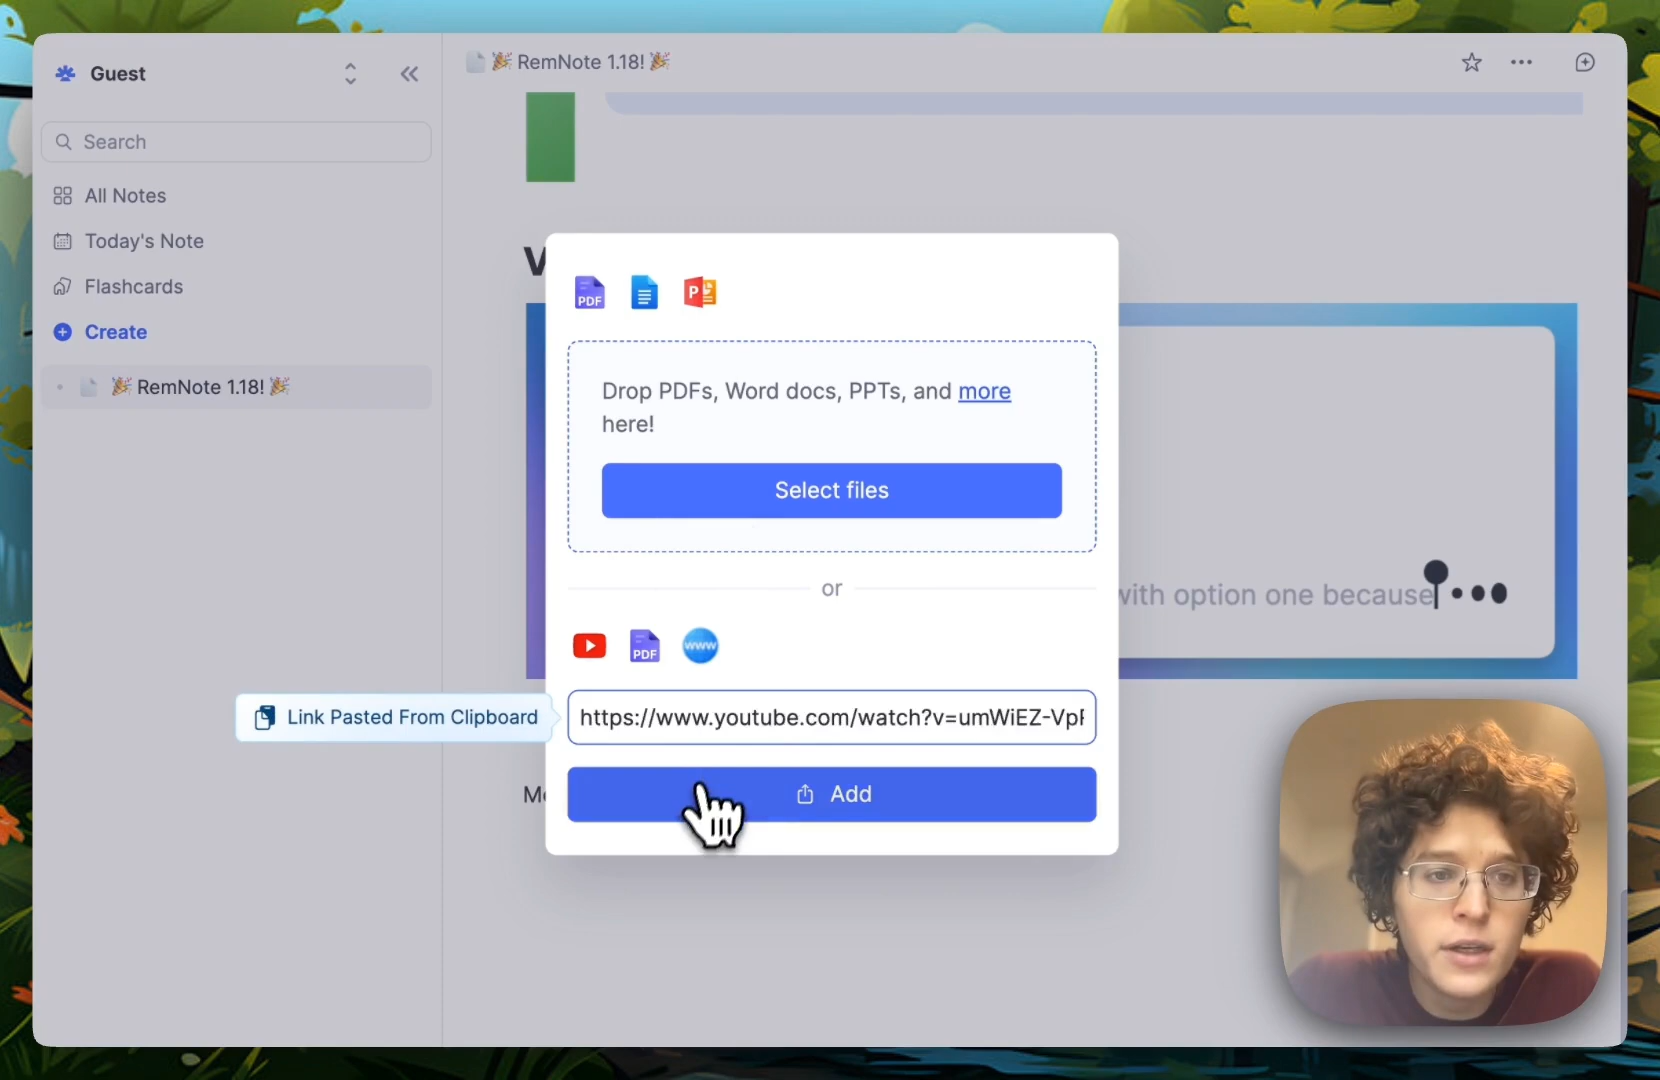 Guest
🎉 RemNote 1.18! 🎉
Search
All Notes
Today's Note
Flashcards
Create
🎉 RemNote 1.18! 🎉
PDF
P
Drop PDFs, Word docs, PPTs, and more
here!
Select files
or
with option one because
PDF
www
Link Pasted From Clipboard
https://www.youtube.com/watch?v=umWiEZ-Vp
Add